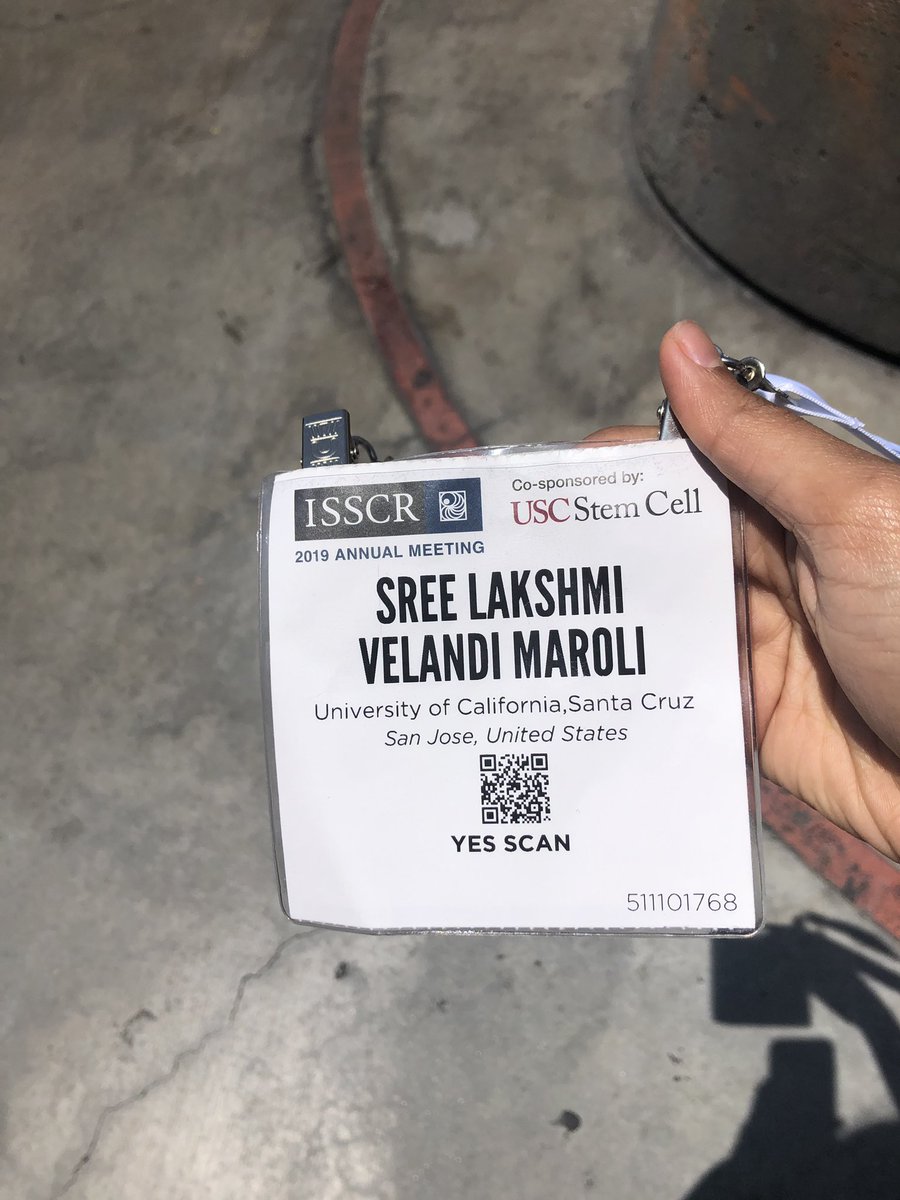 ISSCR
2019 ANNUAL MEETING
Co-sponsored by:
USC Stem Cell
SREE LAKSHMI
VELANDI MAROLI
University of California,Santa Cruz
San Jose, United States
YES SCAN
511101768